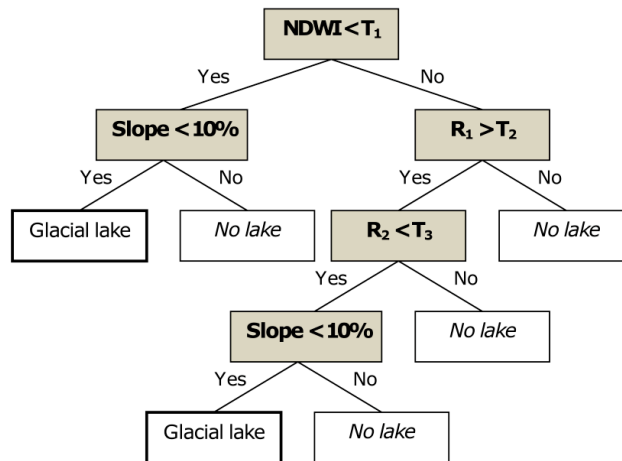 NDWI<T₁
Yes
No
Slope <10%
R₁ >T₂
Yes
No
Yes
No
Glacial lake
No lake
R₂ <T₃
No lake
Yes
No
Slope <10%
No lake
Yes
No
Glacial lake
No lake